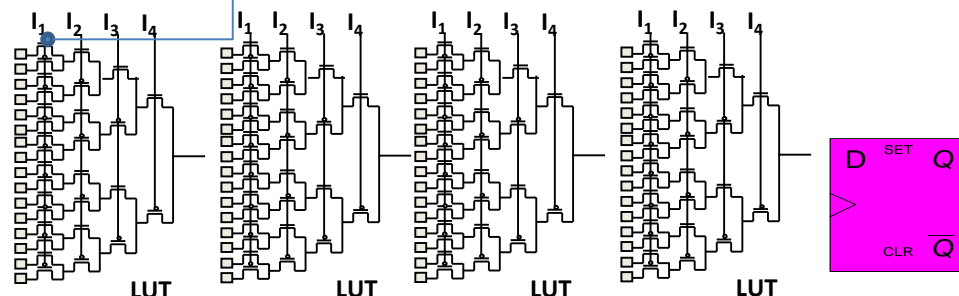 I1 I2 I3 I4 I1 I2 I3 I4 I1 I2 I3 I4 I1 I2 I3 I4
D SET Q
CLR Q
LUT LUT LUT LUT